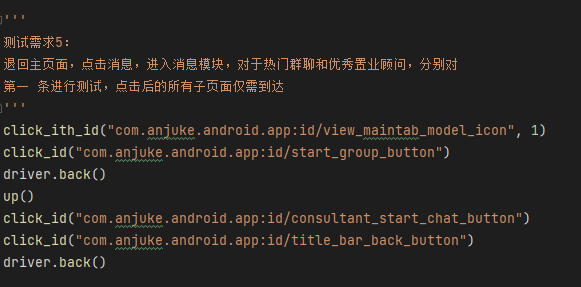 '''
测试需求5:
退回主页面，点击消息，进入消息模块，对于热门群聊和优秀置业顾问，分别对
第一 条进行测试，点击后的所有子页面仅需到达
'''
click_ith_id("com.anjuke.android.app:id/view_maintab_model_icon", 1)
click_id("com.anjuke.android.app:id/start_group_button")
driver.back()
up()
click_id("com.anjuke.android.app:id/consultant_start_chat_button")
click_id("com.anjuke.android.app:id/title_bar_back_button")
driver.back()